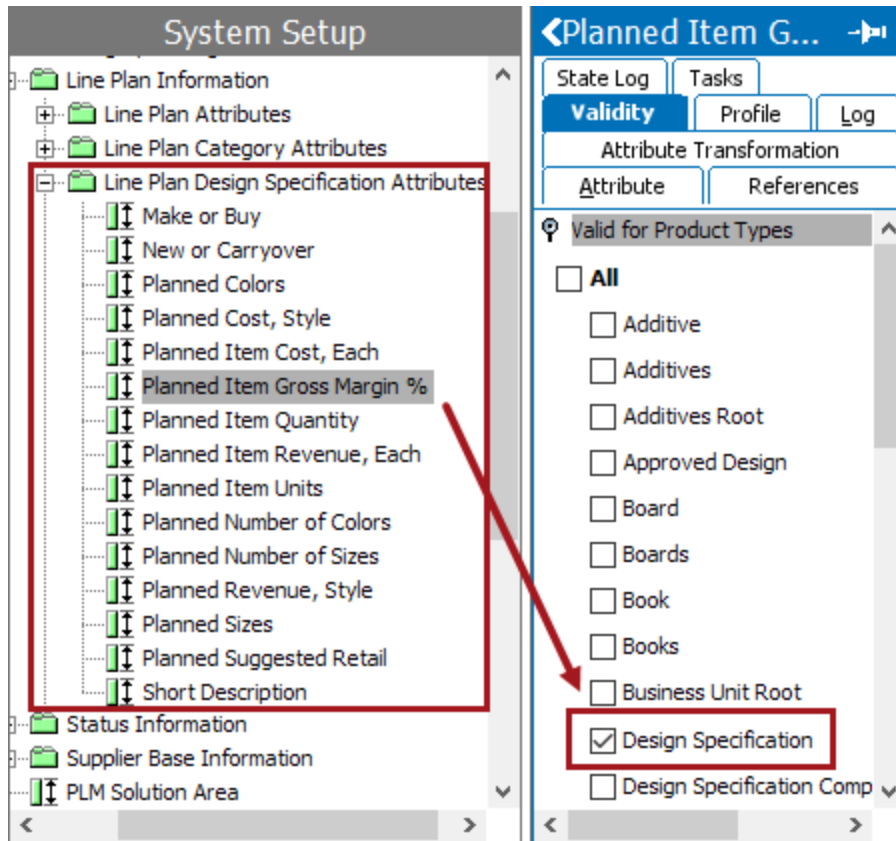 System Setup
Line Plan Information
Line Plan Attributes
Line Plan Category Attributes
Line Plan Design Specification Attributes
Make or Buy
New or Carryover
Planned Colors
Planned Cost, Style
Planned Item Cost, Each
Planned Item Gross Margin %
Planned Item Quantity
Planned Item Revenue, Each
Planned Item Units
Planned Number of Colors
Planned Number of Sizes
Planned Revenue, Style
Planned Sizes
Planned Suggested Retail
Short Description
Status Information
Supplier Base Information
PLM Solution Area
Planned Item G...
State Log Tasks
Validity Profile Log
Attribute Transformation
Attribute References
Valid for Product Types
All
Additive
Additives
Additives Root
Approved Design
Board
Boards
Book
Books
Business Unit Root
Design Specification
Design Specification Comp